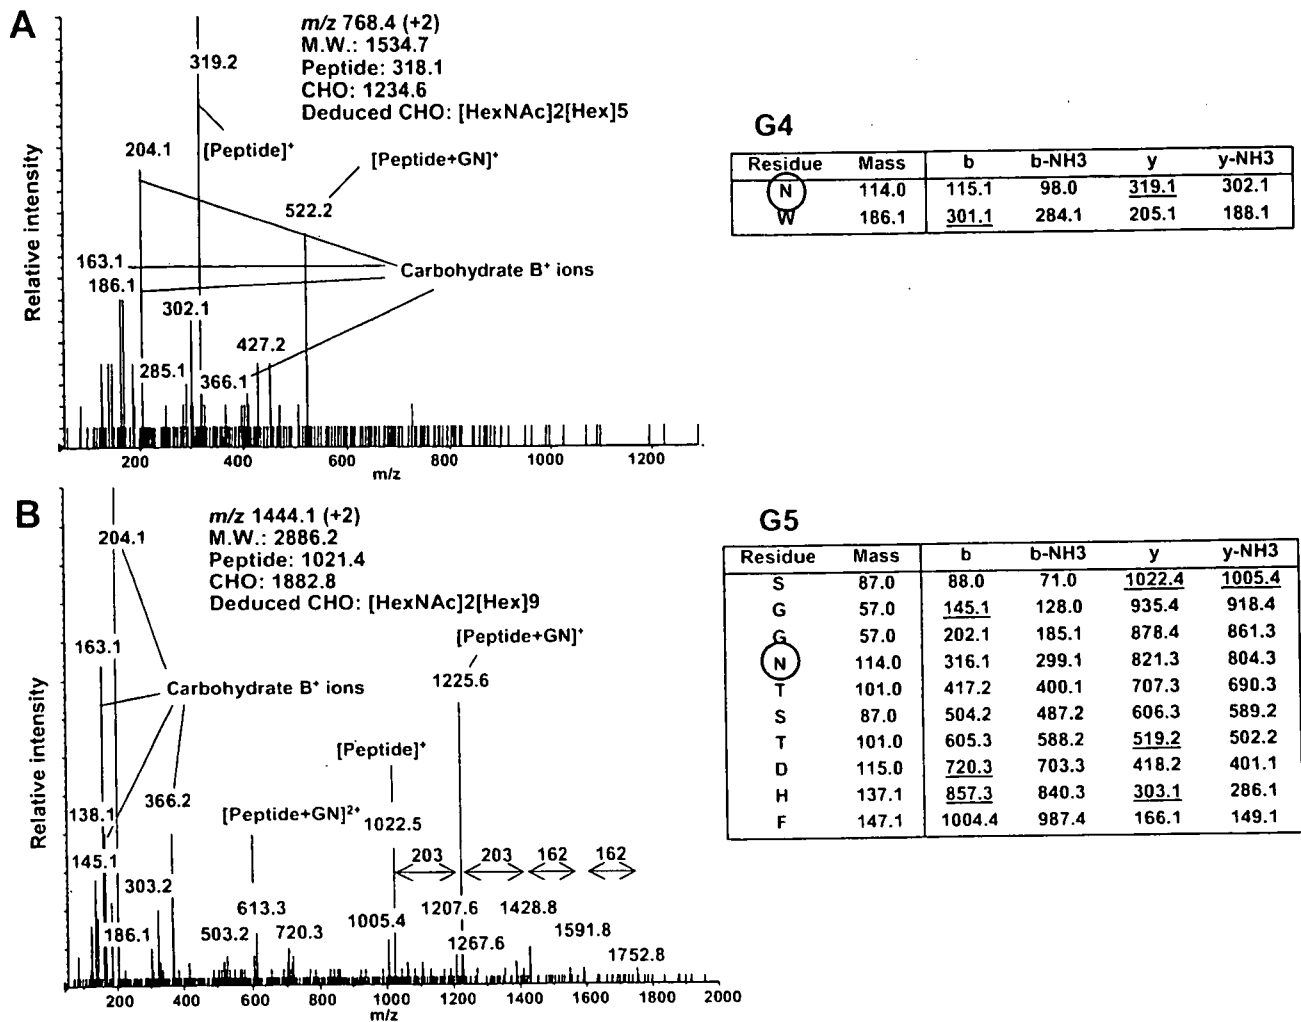 A
m/z 768.4 (+2)
M.W.: 1534.7
Peptide: 318.1
CHO: 1234.6
Deduced CHO: [HexNAc]2[Hex]5
319.2
204.1
[Peptide]+
[Peptide+GN]+
522.2
163.1
Carbohydrate B+ ions
186.1
302.1
427.2
285.1
366.1
Relative intensity
200 400 600 800 1000 1200
m/z
G4
Residue Mass b b-NH3 y y-NH3
N 114.0 115.1 98.0 319.1 302.1
W 186.1 301.1 284.1 205.1 188.1
B
m/z 1444.1 (+2)
M.W.: 2886.2
Peptide: 1021.4
CHO: 1882.8
Deduced CHO: [HexNAc]2[Hex]9
204.1
[Peptide+GN]+
163.1
1225.6
Carbohydrate B+ ions
[Peptide]+
366.2
138.1
[Peptide+GN]2+
1022.5
203 203 162 162
145.1
303.2
613.3
1005.4
1207.6
1428.8
186.1
503.2
720.3
1267.6
1591.8
1752.8
Relative intensity
200 400 600 800 1000 1200 1400 1600 1800 2000
m/z
G5
Residue Mass b b-NH3 y y-NH3
S 87.0 88.0 71.0 1022.4 1005.4
G 57.0 145.1 128.0 935.4 918.4
G 57.0 202.1 185.1 878.4 861.3
N 114.0 316.1 299.1 821.3 804.3
T 101.0 417.2 400.1 707.3 690.3
S 87.0 504.2 487.2 606.3 589.2
T 101.0 605.3 588.2 519.2 502.2
D 115.0 720.3 703.3 418.2 401.1
H 137.1 857.3 840.3 303.1 286.1
F 147.1 1004.4 987.4 166.1 149.1